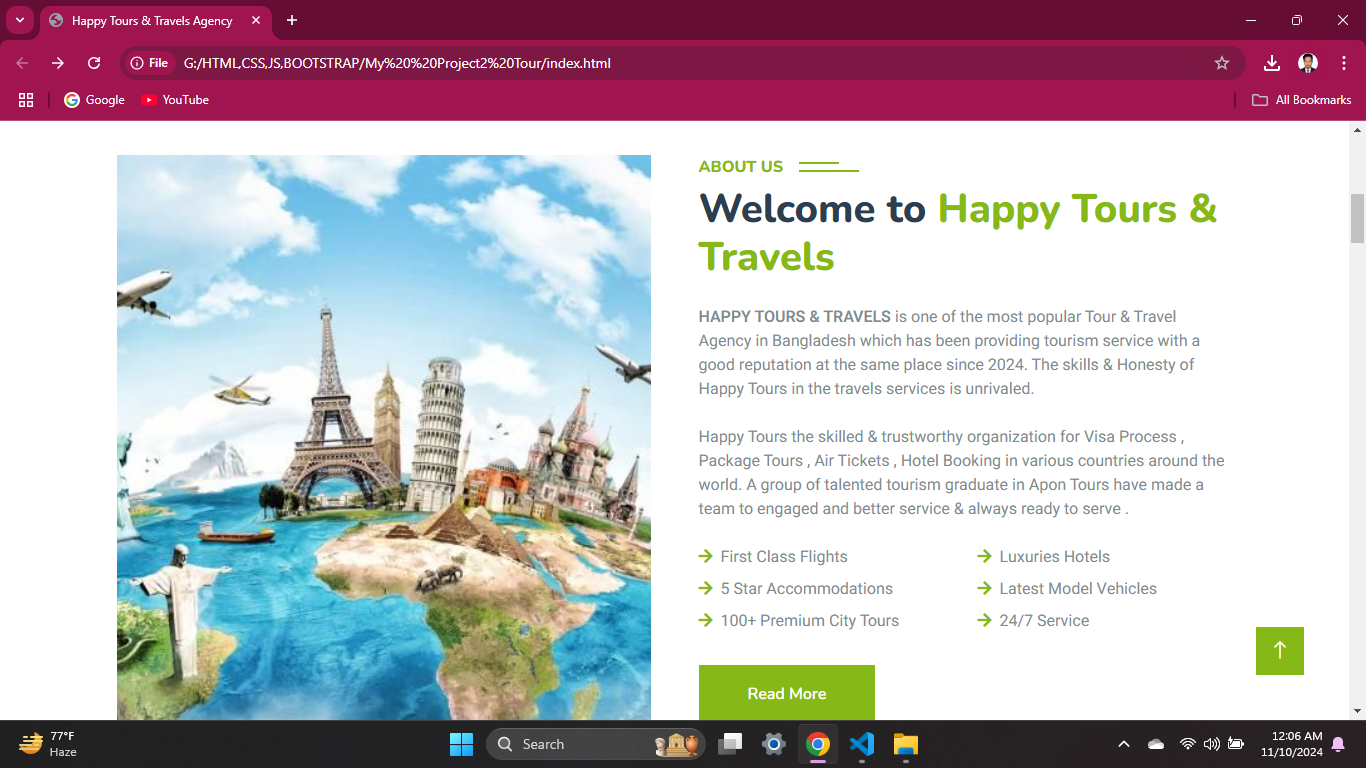 Happy Tours & Travels Agency
File G:/HTML,CSS,JS,BOOTSTRAP/My%20%20Project2%20Tour/index.html
Google YouTube All Bookmarks
ABOUT US
Welcome to Happy Tours &
Travels
HAPPY TOURS & TRAVELS is one of the most popular Tour & Travel
Agency in Bangladesh which has been providing tourism service with a
good reputation at the same place since 2024. The skills & Honesty of
Happy Tours in the travels services is unrivaled.
Happy Tours the skilled & trustworthy organization for Visa Process ,
Package Tours , Air Tickets , Hotel Booking in various countries around the
world. A group of talented tourism graduate in Apon Tours have made a
team to engaged and better service & always ready to serve .
First Class Flights Luxuries Hotels
5 Star Accommodations Latest Model Vehicles
100+ Premium City Tours 24/7 Service
Read More
77°F
Haze
Search
12:06 AM
11/10/2024